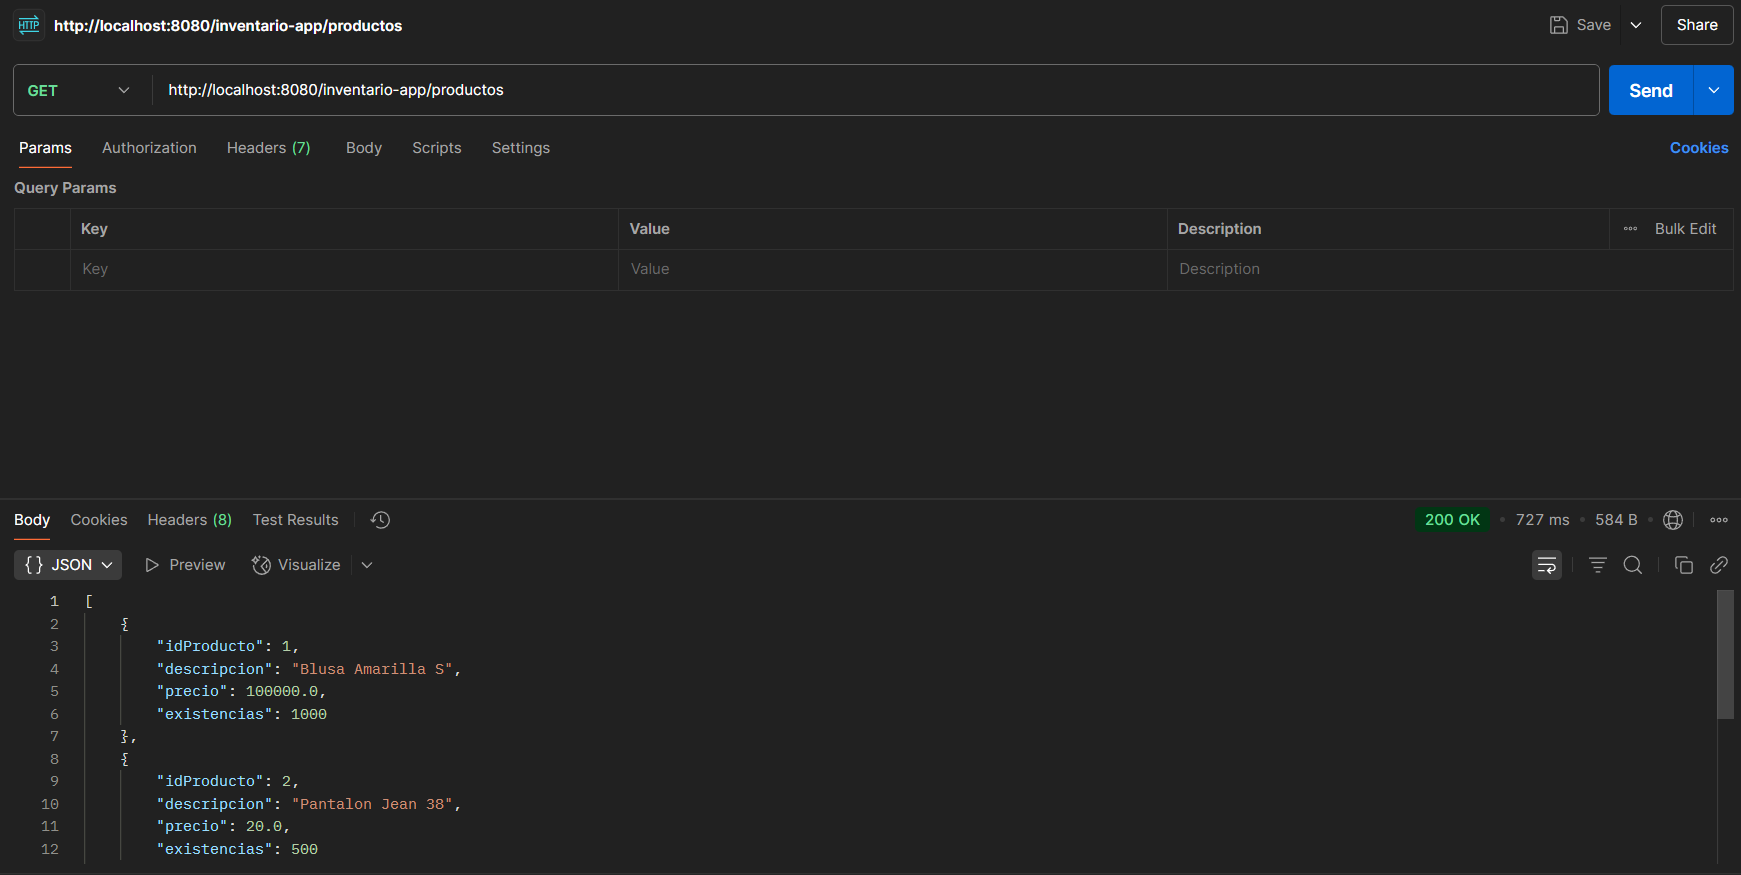 HTTP http://localhost:8080/inventario-app/productos Save Share
GET http://localhost:8080/inventario-app/productos Send
Params Authorization Headers (7) Body Scripts Settings Cookies
Query Params
Key Value Description Bulk Edit
Key Value Description
Body Cookies Headers (8) Test Results 200 OK • 727 ms • 584 B •
{} JSON Preview Visualize
1 [
2 {
3 "idProducto": 1,
4 "descripcion": "Blusa Amarilla S",
5 "precio": 100000.0,
6 "existencias": 1000
7 },
8 {
9 "idProducto": 2,
10 "descripcion": "Pantalon Jean 38",
11 "precio": 20.0,
12 "existencias": 500